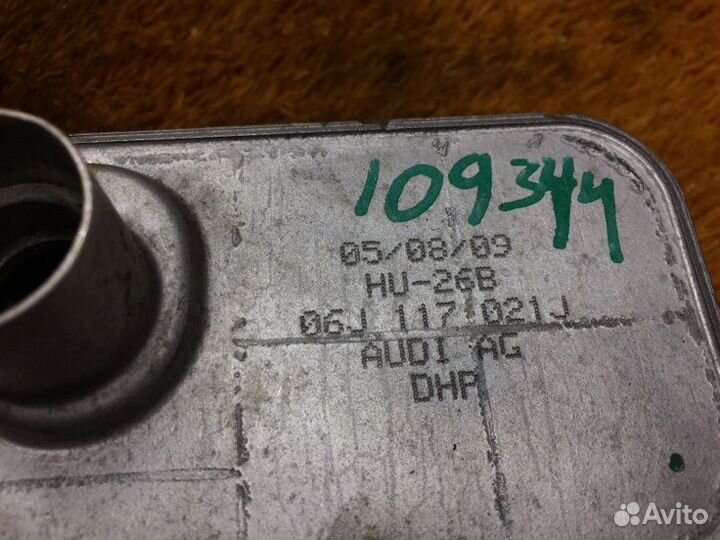 109344
05/08/09
HU-26B
06J 117 021J
AUDI AG
DHP
Avito